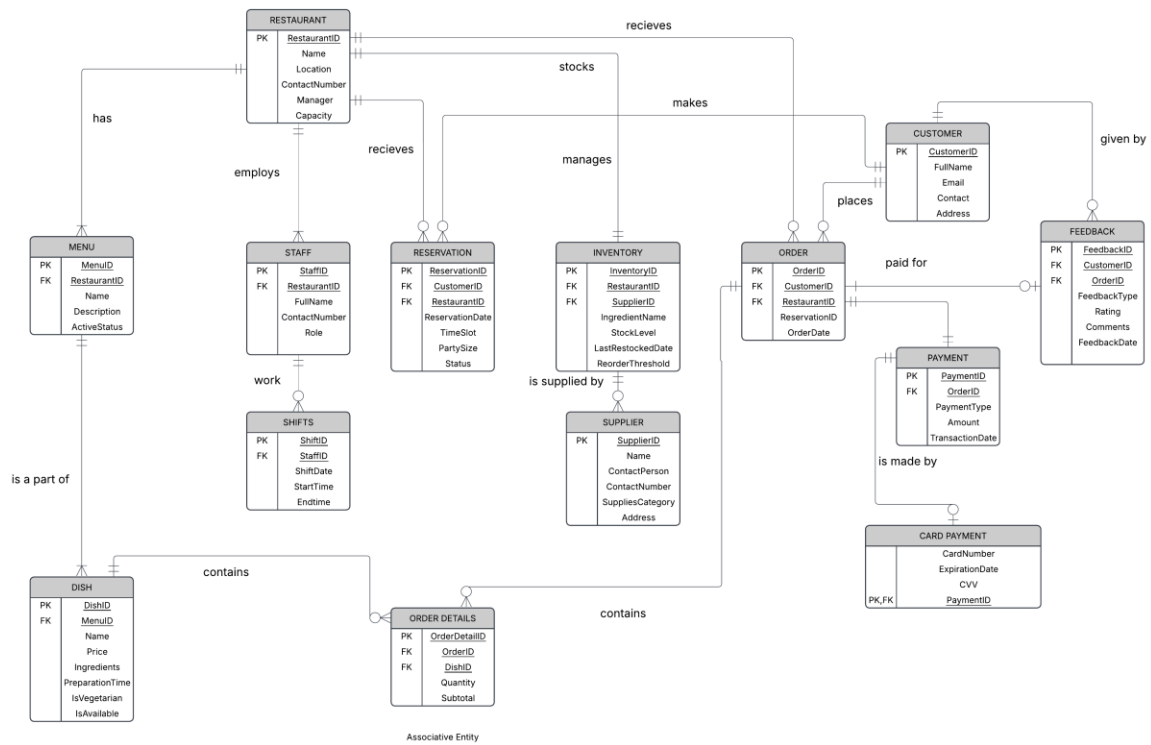 RESTAURANT
PK RestaurantID
Name
Location
ContactNumber
Manager
Capacity
recieves
stocks
makes
has
recieves
employs
manages
CUSTOMER
PK CustomerID
FullName
Email
Contact
Address
given by
places
MENU
PK MenuID
FK RestaurantID
Name
Description
ActiveStatus
STAFF
PK StaffID
FK RestaurantID
FullName
ContactNumber
Role
RESERVATION
PK ReservationID
FK CustomerID
FK RestaurantID
ReservationDate
TimeSlot
PartySize
Status
INVENTORY
PK InventoryID
FK RestaurantID
FK SupplierID
IngredientName
StockLevel
LastRestockedDate
ReorderThreshold
ORDER
PK OrderID
FK CustomerID
FK RestaurantID
ReservationID
OrderDate
paid for
FEEDBACK
PK FeedbackID
FK CustomerID
FK OrderID
FeedbackType
Rating
Comments
FeedbackDate
work
is supplied by
PAYMENT
PK PaymentID
FK OrderID
PaymentType
Amount
TransactionDate
is made by
SHIFTS
PK ShiftID
FK StaffID
ShiftDate
StartTime
Endtime
SUPPLIER
PK SupplierID
Name
ContactPerson
ContactNumber
SuppliesCategory
Address
is a part of
CARD PAYMENT
CardNumber
ExpirationDate
CVV
PK,FK PaymentID
contains
contains
DISH
PK DishID
FK MenuID
Name
Price
Ingredients
PreparationTime
IsVegetarian
IsAvailable
ORDER DETAILS
PK OrderDetailID
FK OrderID
FK DishID
Quantity
Subtotal
Associative Entity